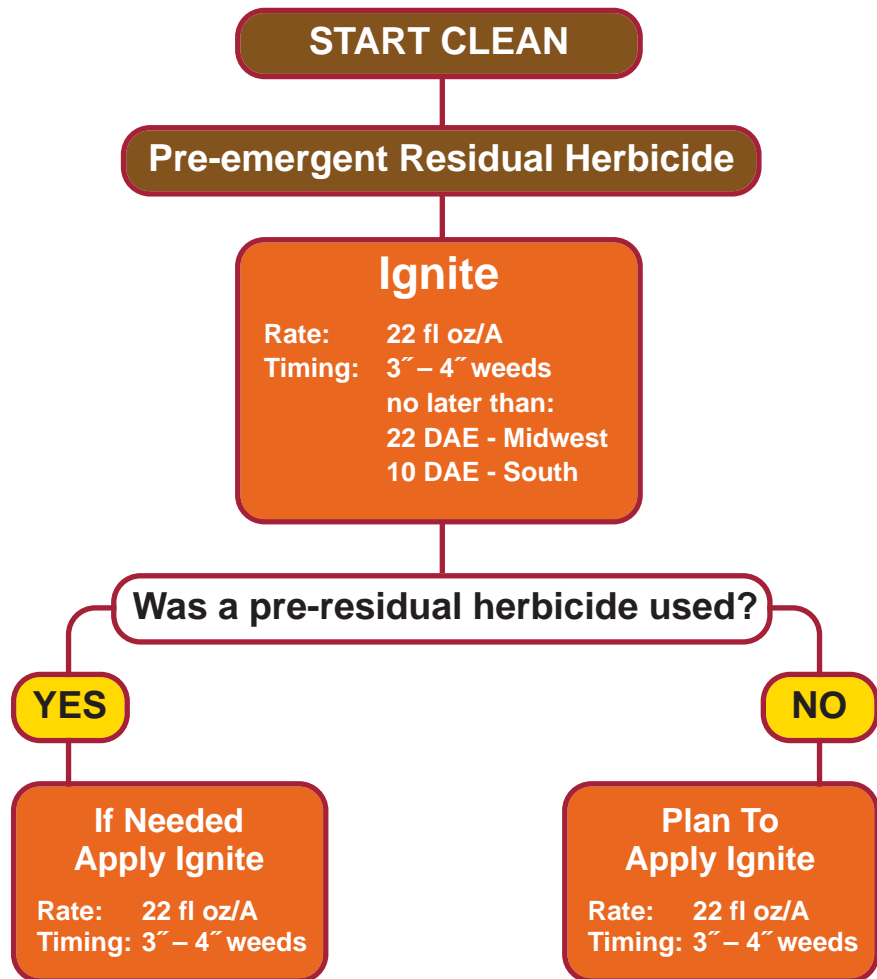 START CLEAN
Pre-emergent Residual Herbicide
Ignite
Rate: 22 fl oz/A
Timing: 3˝ – 4˝ weeds
no later than:
22 DAE - Midwest
10 DAE - South
Was a pre-residual herbicide used?
YES
NO
If Needed
Apply Ignite
Rate: 22 fl oz/A
Timing: 3˝ – 4˝ weeds
Plan To
Apply Ignite
Rate: 22 fl oz/A
Timing: 3˝ – 4˝ weeds